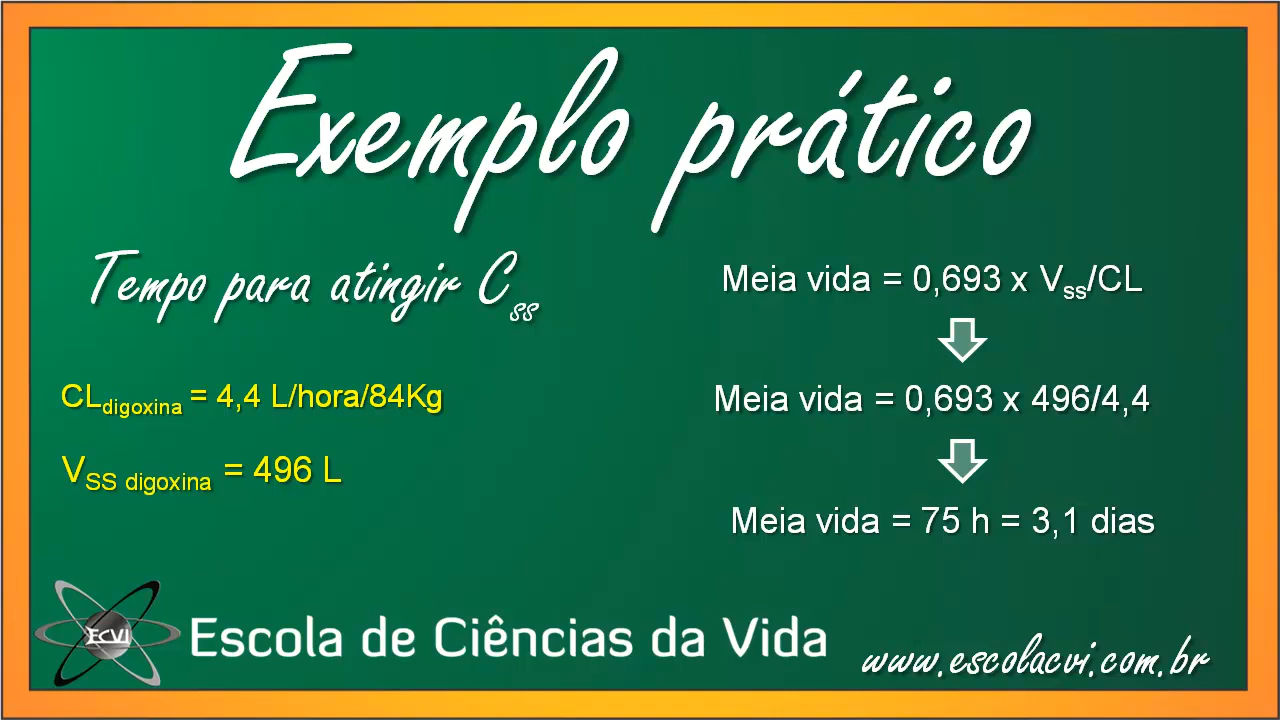 Exemplo prático
Tempo para atingir Css
CLdigoxina = 4,4 L/hora/84Kg
VSS digoxina = 496 L
Meia vida = 0,693 x Vss/CL
Meia vida = 0,693 x 496/4,4
Meia vida = 75 h = 3,1 dias
ECVI
Escola de Ciências da Vida
www.escolacvi.com.br